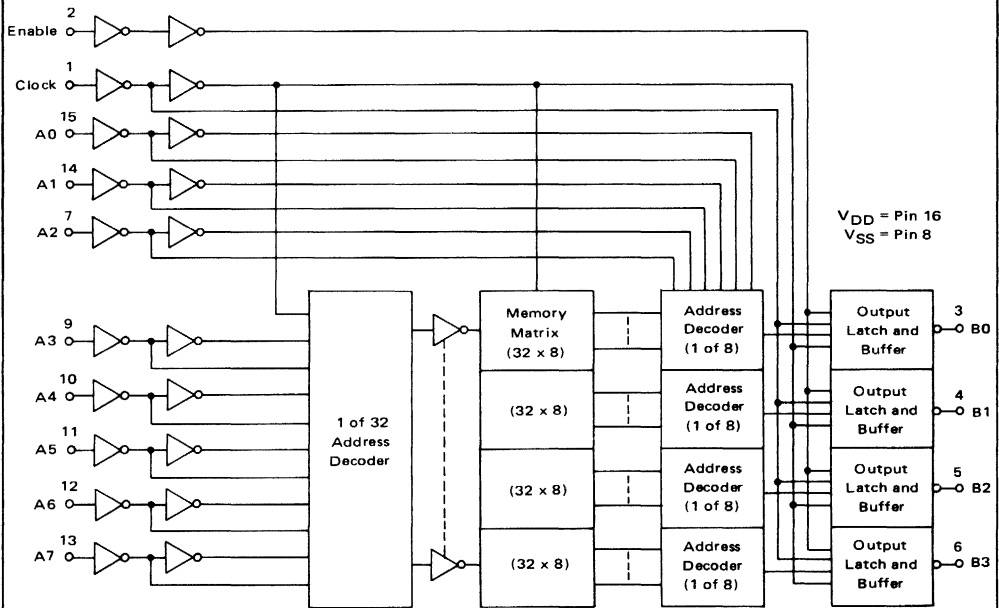 2
Enable
1
Clock
15
A0
14
A1
7
A2
VDD = Pin 16
VSS = Pin 8
9
A3
10
A4
11
A5
12
A6
13
A7
1 of 32
Address
Decoder
Memory
Matrix
(32 x 8)
(32 x 8)
(32 x 8)
(32 x 8)
Address
Decoder
(1 of 8)
Address
Decoder
(1 of 8)
Address
Decoder
(1 of 8)
Address
Decoder
(1 of 8)
Output
Latch and
Buffer
3
B0
Output
Latch and
Buffer
4
B1
Output
Latch and
Buffer
5
B2
Output
Latch and
Buffer
6
B3